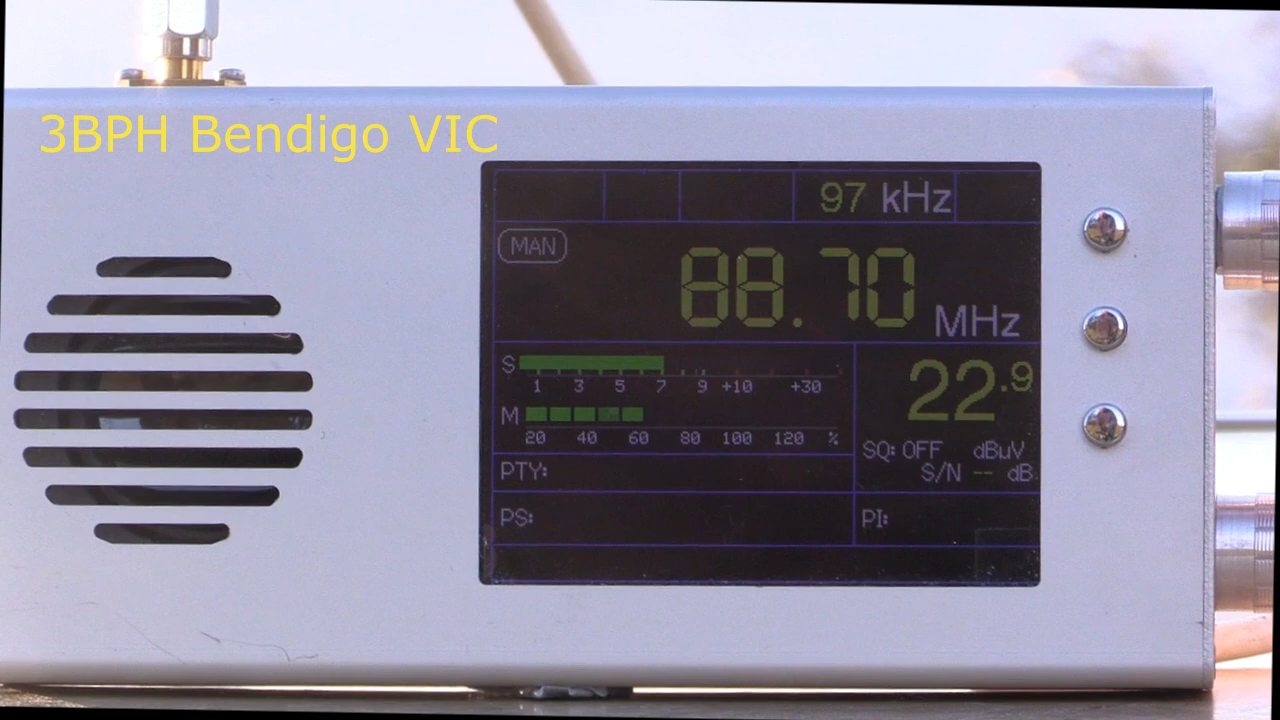 3BPH Bendigo VIC
97 kHz
MAN
88.70 MHz
S
1 3 5 7 9 +10 +30
M
20 40 60 80 100 120 %
22.9
SQ: OFF dBuV
S/N -- dB
PTY:
PS:
PI: